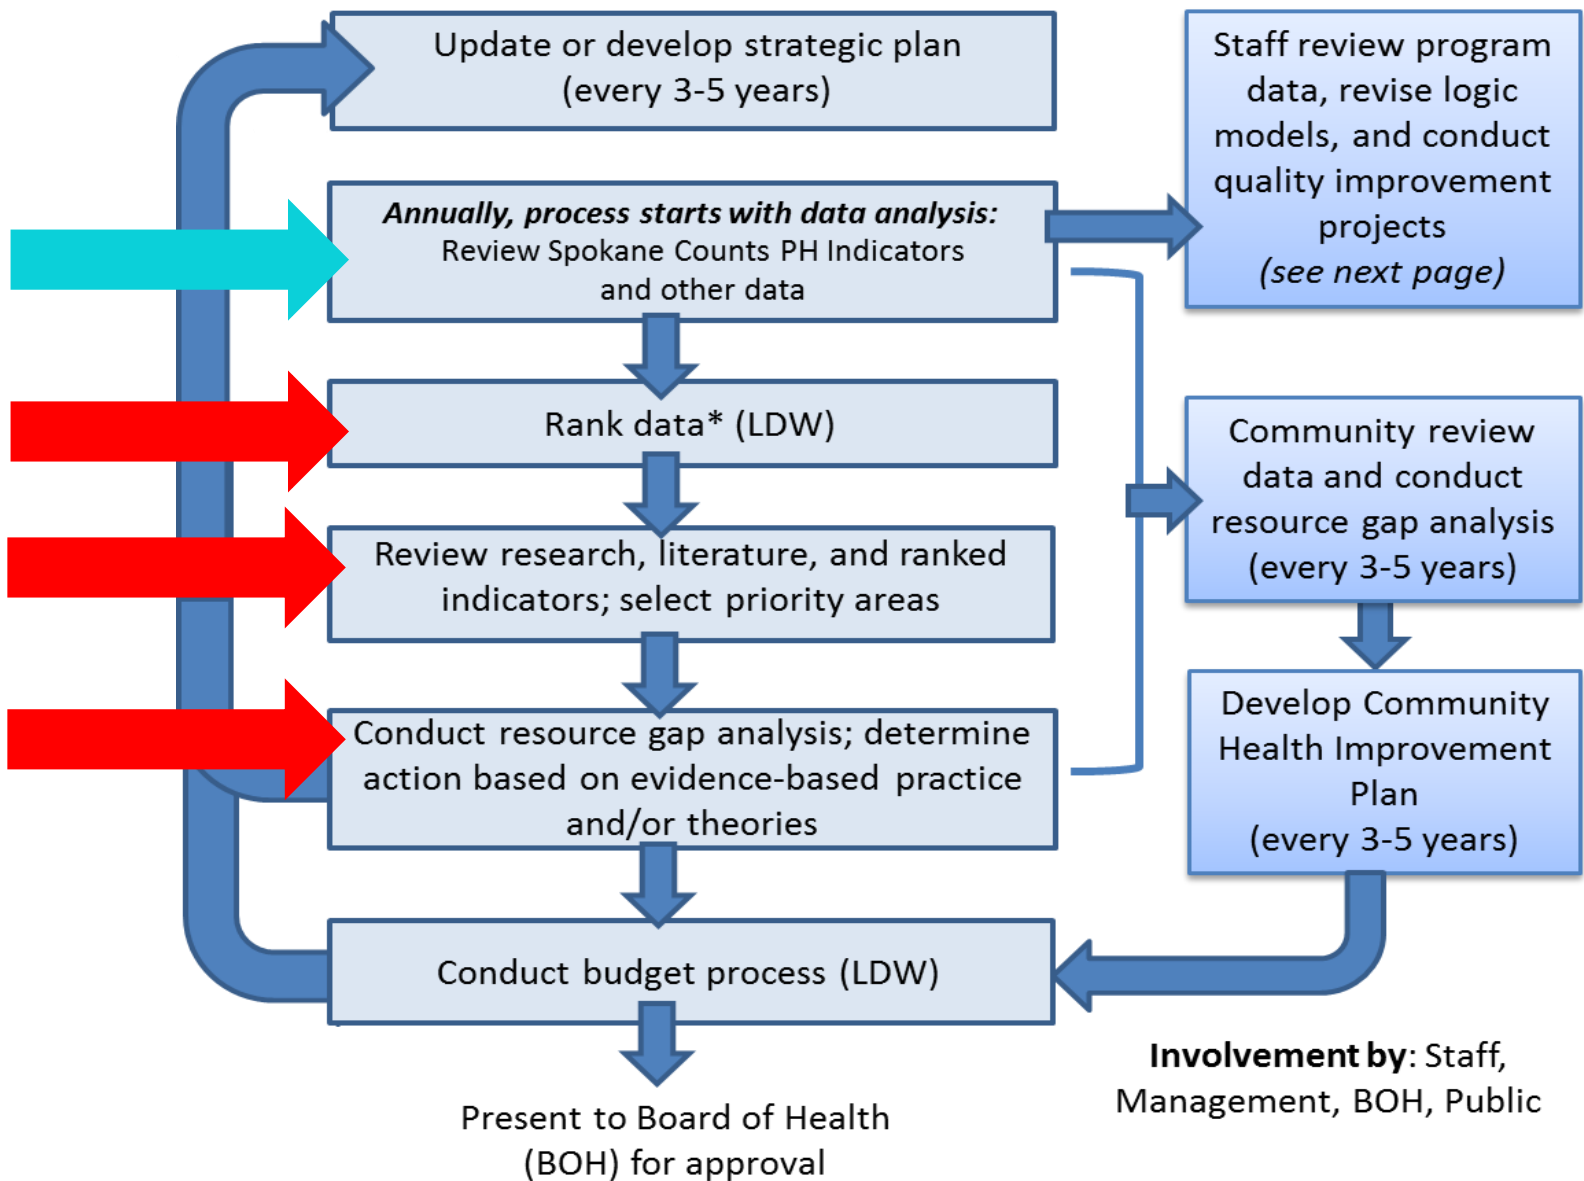 Update or develop strategic plan
(every 3-5 years)
Annually, process starts with data analysis:
Review Spokane Counts PH Indicators
and other data
Rank data* (LDW)
Review research, literature, and ranked
indicators; select priority areas
Conduct resource gap analysis; determine
action based on evidence-based practice
and/or theories
Conduct budget process (LDW)
Present to Board of Health
(BOH) for approval
Staff review program
data, revise logic
models, and conduct
quality improvement
projects
(see next page)
Community review
data and conduct
resource gap analysis
(every 3-5 years)
Develop Community
Health Improvement
Plan
(every 3-5 years)
Involvement by: Staff,
Management, BOH, Public